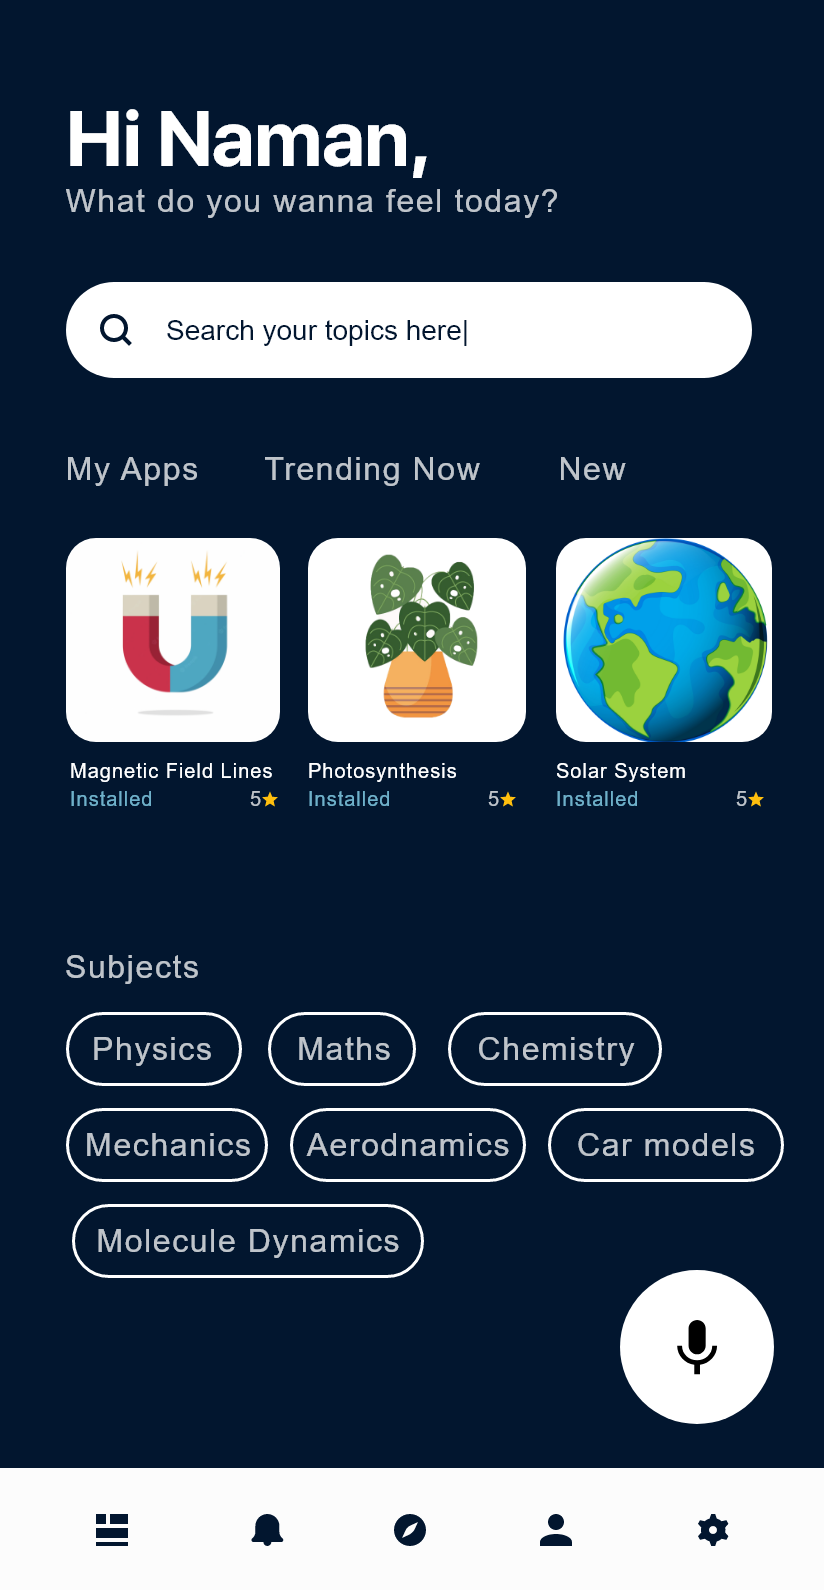 Hi Naman,
What do you wanna feel today?
Search your topics here|
My Apps Trending Now New
Magnetic Field Lines Photosynthesis Solar System
Installed 5★ Installed 5★ Installed 5★
Subjects
Physics Maths Chemistry
Mechanics Aerodnamics Car models
Molecule Dynamics